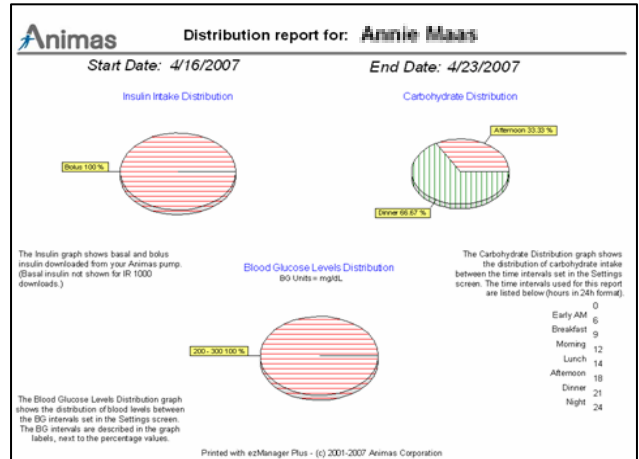 Animas
Distribution report for: Annie Maas
Start Date: 4/16/2007
End Date: 4/23/2007
Insulin Intake Distribution
Carbohydrate Distribution
Afternoon 33.33 %
Bolus 100 %
Dinner 66.67 %
The Insulin graph shows basal and bolus
insulin downloaded from your Animas pump.
(Basal insulin not shown for IR 1000
downloads.)
The Carbohydrate Distribution graph shows
the distribution of carbohydrate intake
between the time intervals set in the Settings
screen. The time intervals used for this report
are listed below (hours in 24h format).
Blood Glucose Levels Distribution
BG Units = mg/dL
0
Early AM
6
Breakfast
9
Morning
12
Lunch
14
Afternoon
18
Dinner
21
Night
24
200 - 300 100 %
The Blood Glucose Levels Distribution graph
shows the distribution of blood levels between
the BG intervals set in the Settings screen.
The BG intervals are described in the graph
labels, next to the percentage values.
Printed with ezManager Plus - (c) 2001-2007 Animas Corporation